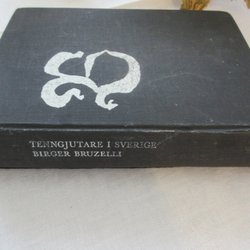 TENNGJUTARE I SVERIGE
BIRGER BRUZELLI